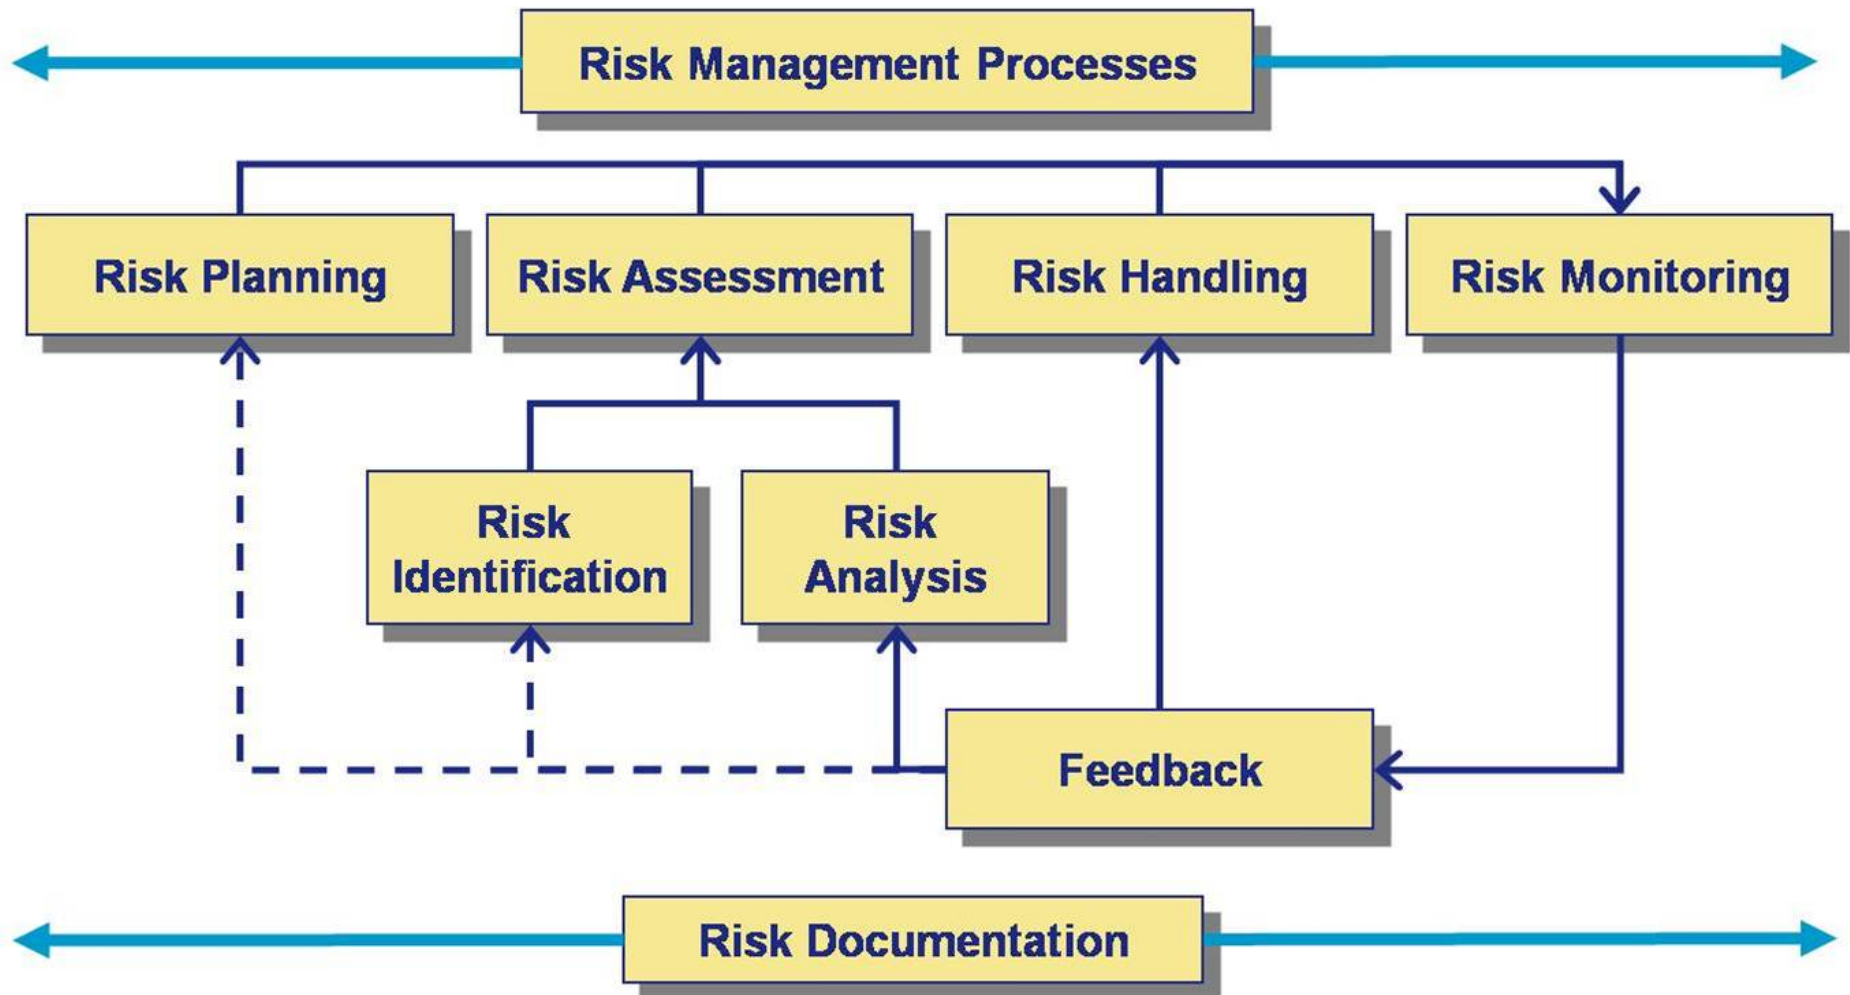 Risk Management Processes
Risk Planning
Risk Assessment
Risk Handling
Risk Monitoring
Risk
Identification
Risk
Analysis
Feedback
Risk Documentation